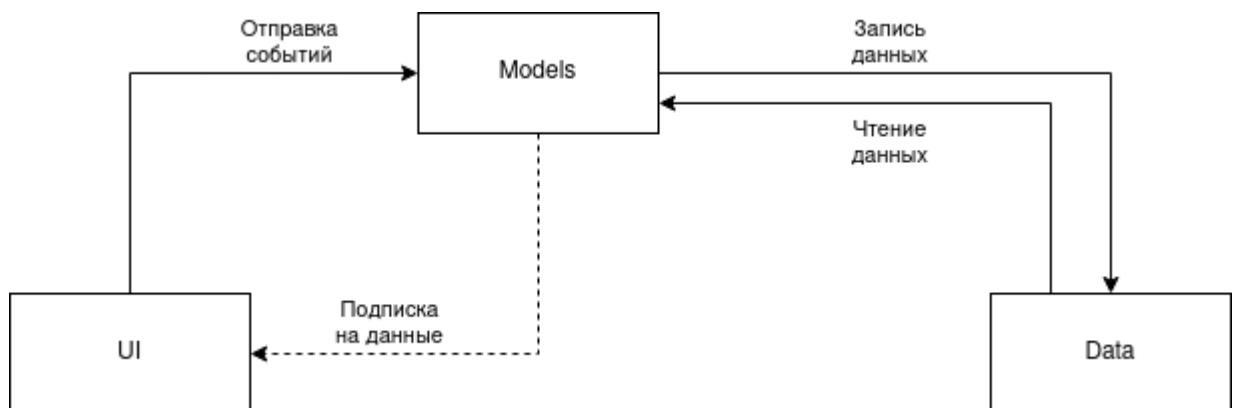 Отправка
событий
Models
Запись
данных
Чтение
данных
Подписка
на данные
UI
Data